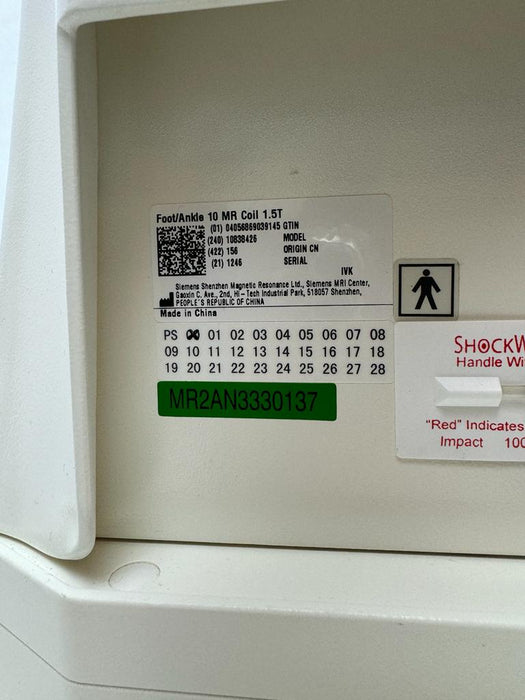 Foot/Ankle 10 MR Coil 1.5T
(01) 04056869039145 GTIN
(240) 10838426 MODEL
(422) 156 ORIGIN CN
(21) 1246 SERIAL
IVK
Siemens Shenzhen Magnetic Resonance Ltd., Siemens MRI Center,
Gaoxin C. Ave., 2nd, Hi-Tech Industrial Park, 518057 Shenzhen,
PEOPLE'S REPUBLIC OF CHINA
Made in China
PS 01 02 03 04 05 06 07 08
09 10 11 12 13 14 15 16 17 18
19 20 21 22 23 24 25 26 27 28
MR2AN3330137
SHOCKW
Handle Wi
"Red" Indicates
Impact 100